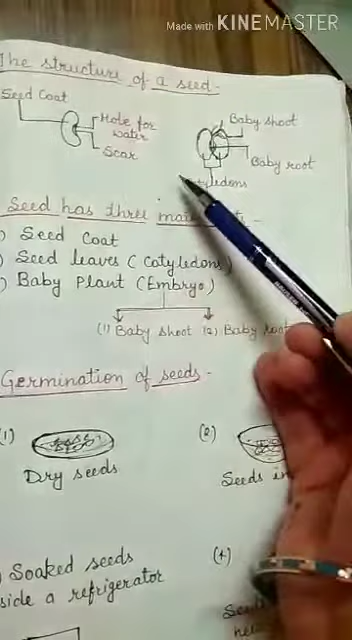 Made with KINEMASTER
The structure of a seed-
Seed Coat
Hole for
water
Scar
Baby shoot
Baby root
Seed has three
) Seed Coat
) Seed leaves (Cotyledons)
) Baby Plant (Embryo)
(1) Baby shoot (2) Baby root
Germination of seeds-
(1)
(2)
Dry seeds
Seeds in
) Soaked seeds
side a refrigerator
(4)